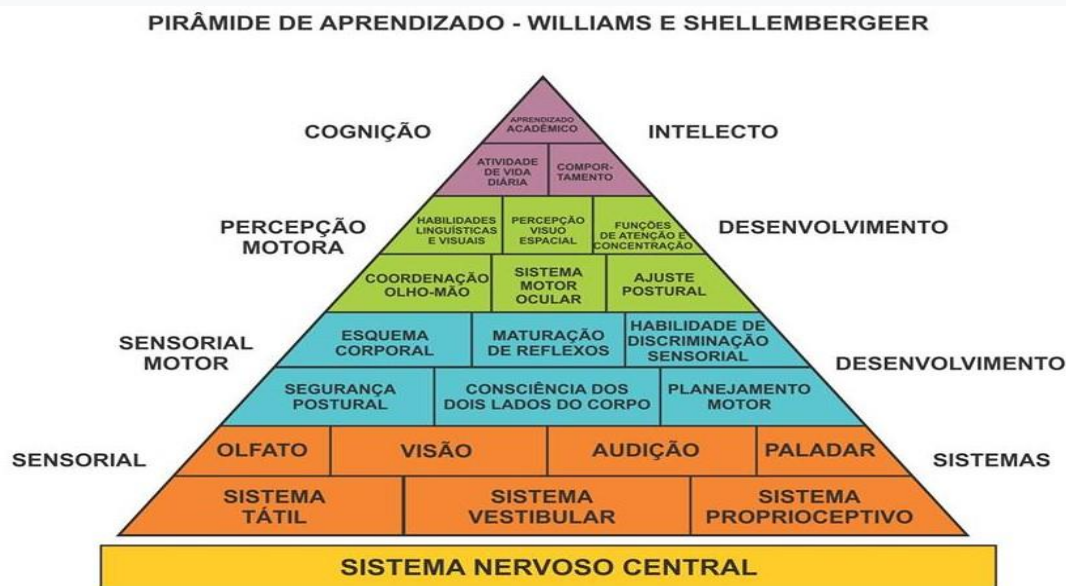 PIRÂMIDE DE APRENDIZADO - WILLIAMS E SHELLEMBERGEER
COGNIÇÃO
APRENDIZADO
ACADÊMICO
INTELECTO
ATIVIDADE
DE VIDA
DIÁRIA
COMPOR-
TAMENTO
PERCEPÇÃO
MOTORA
HABILIDADES
LINGUÍSTICAS
E VISUAIS
PERCEPÇÃO
VISUO
ESPACIAL
FUNÇÕES
DE ATENÇÃO E
CONCENTRAÇÃO
DESENVOLVIMENTO
COORDENAÇÃO
OLHO-MÃO
SISTEMA
MOTOR
OCULAR
AJUSTE
POSTURAL
SENSORIAL
MOTOR
ESQUEMA
CORPORAL
MATURAÇÃO
DE REFLEXOS
HABILIDADE DE
DISCRIMINAÇÃO
SENSORIAL
DESENVOLVIMENTO
SEGURANÇA
POSTURAL
CONSCIÊNCIA DOS
DOIS LADOS DO CORPO
PLANEJAMENTO
MOTOR
SENSORIAL
OLFATO
VISÃO
AUDIÇÃO
PALADAR
SISTEMAS
SISTEMA
TÁTIL
SISTEMA
VESTIBULAR
SISTEMA
PROPRIOCEPTIVO
SISTEMA NERVOSO CENTRAL